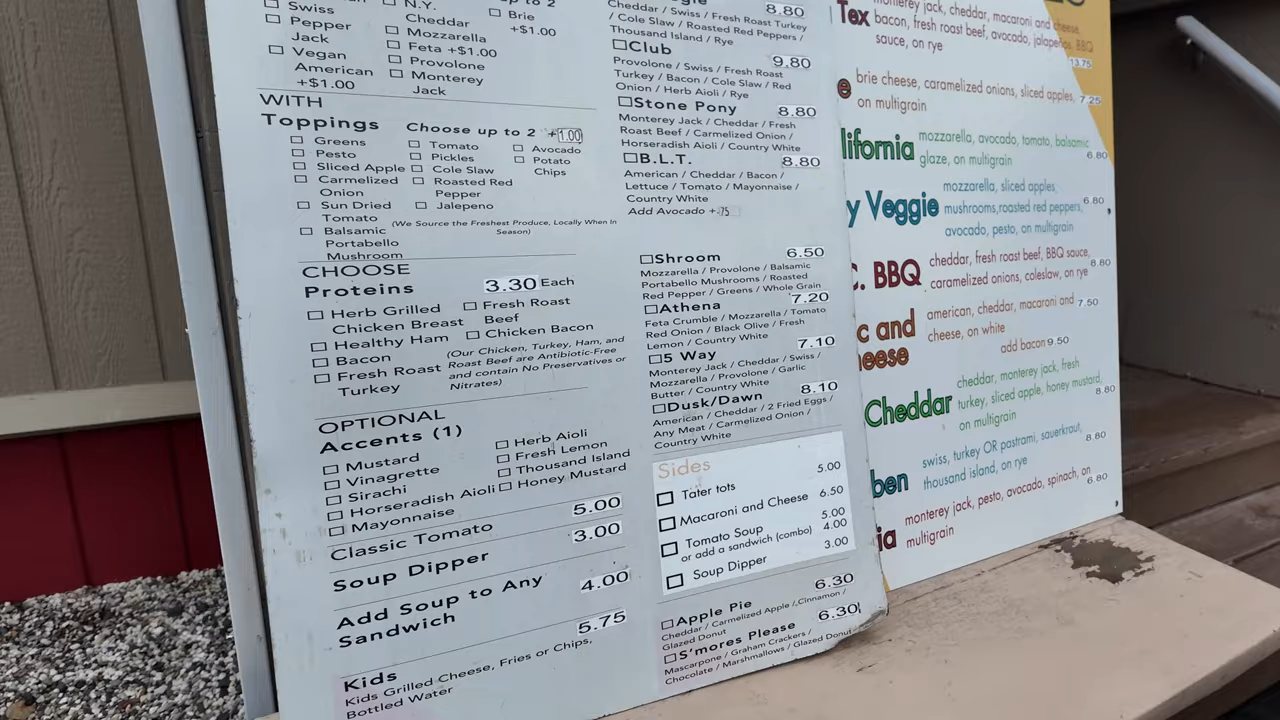 Swiss
Pepper
Jack
Vegan
American
+$1.00
N.Y.
Cheddar
Mozzarella
Feta +$1.00
Provolone
Monterey
Jack
up to 2
Brie
+$1.00
WITH
Toppings Choose up to 2 +1.00
Greens
Pesto
Sliced Apple
Carmelized
Onion
Sun Dried
Tomato
Balsamic
Portabello
Mushroom
Tomato
Pickles
Cole Slaw
Roasted Red
Pepper
Jalepeno
Avocado
Potato
Chips
(We Source the Freshest Produce, Locally When In
Season)
CHOOSE
Proteins 3.30 Each
Herb Grilled
Chicken Breast
Healthy Ham
Bacon
Fresh Roast
Turkey
Fresh Roast
Beef
Chicken Bacon
(Our Chicken, Turkey, Ham, and
Roast Beef are Antibiotic-Free
and contain No Preservatives or
Nitrates)
OPTIONAL
Accents (1)
Mustard
Vinagrette
Sirachi
Horseradish Aioli
Mayonnaise
Herb Aioli
Fresh Lemon
Thousand Island
Honey Mustard
Classic Tomato 5.00
Soup Dipper 3.00
Add Soup to Any
Sandwich 4.00
Kids 5.75
Kids Grilled Cheese, Fries or Chips,
Bottled Water
8.80
Cheddar / Swiss / Fresh Roast Turkey
/ Cole Slaw / Roasted Red Peppers /
Thousand Island / Rye
Club 9.80
Provolone / Swiss / Fresh Roast
Turkey / Bacon / Cole Slaw / Red
Onion / Herb Aioli / Rye
Stone Pony 8.80
Monterey Jack / Cheddar / Fresh
Roast Beef / Carmelized Onion /
Horseradish Aioli / Country White
B.L.T. 8.80
American / Cheddar / Bacon /
Lettuce / Tomato / Mayonnaise /
Country White
Add Avocado +.75
Shroom 6.50
Mozzarella / Provolone / Balsamic
Portabello Mushrooms / Roasted
Red Pepper / Greens / Whole Grain
Athena 7.20
Feta Crumble / Mozzarella / Tomato
Red Onion / Black Olive / Fresh
Lemon / Country White
5 Way 7.10
Monterey Jack / Cheddar / Swiss /
Mozzarella / Provolone / Garlic
Butter / Country White
Dusk/Dawn 8.10
American / Cheddar / 2 Fried Eggs /
Any Meat / Carmelized Onion /
Country White
Sides
Tater tots 5.00
Macaroni and Cheese 6.50
Tomato Soup 5.00
or add a sandwich (combo) 4.00
Soup Dipper 3.00
Apple Pie 6.30
Cheddar / Carmelized Apple / Cinnamon /
Glazed Donut
S'mores Please 6.30
Mascarpone / Graham Crackers /
Chocolate / Marshmallows / Glazed Donut
Tex monterey jack, cheddar, macaroni and cheese,
bacon, fresh roast beef, avocado, jalapeños, BBQ
sauce, on rye 13.75
e brie cheese, caramelized onions, sliced apples,
on multigrain 7.25
lifornia mozzarella, avocado, tomato, balsamic
glaze, on multigrain 6.80
y Veggie mozzarella, sliced apples,
mushrooms,roasted red peppers,
avocado, pesto, on multigrain 6.80
C. BBQ cheddar, fresh roast beef, BBQ sauce,
caramelized onions, coleslaw, on rye 8.80
c and
eese american, cheddar, macaroni and
cheese, on white 7.50
add bacon 9.50
Cheddar cheddar, monterey jack, fresh
turkey, sliced apple, honey mustard,
on multigrain 8.80
ben swiss, turkey OR pastrami, sauerkraut,
thousand island, on rye 8.80
ia monterey jack, pesto, avocado, spinach, on
multigrain 6.80